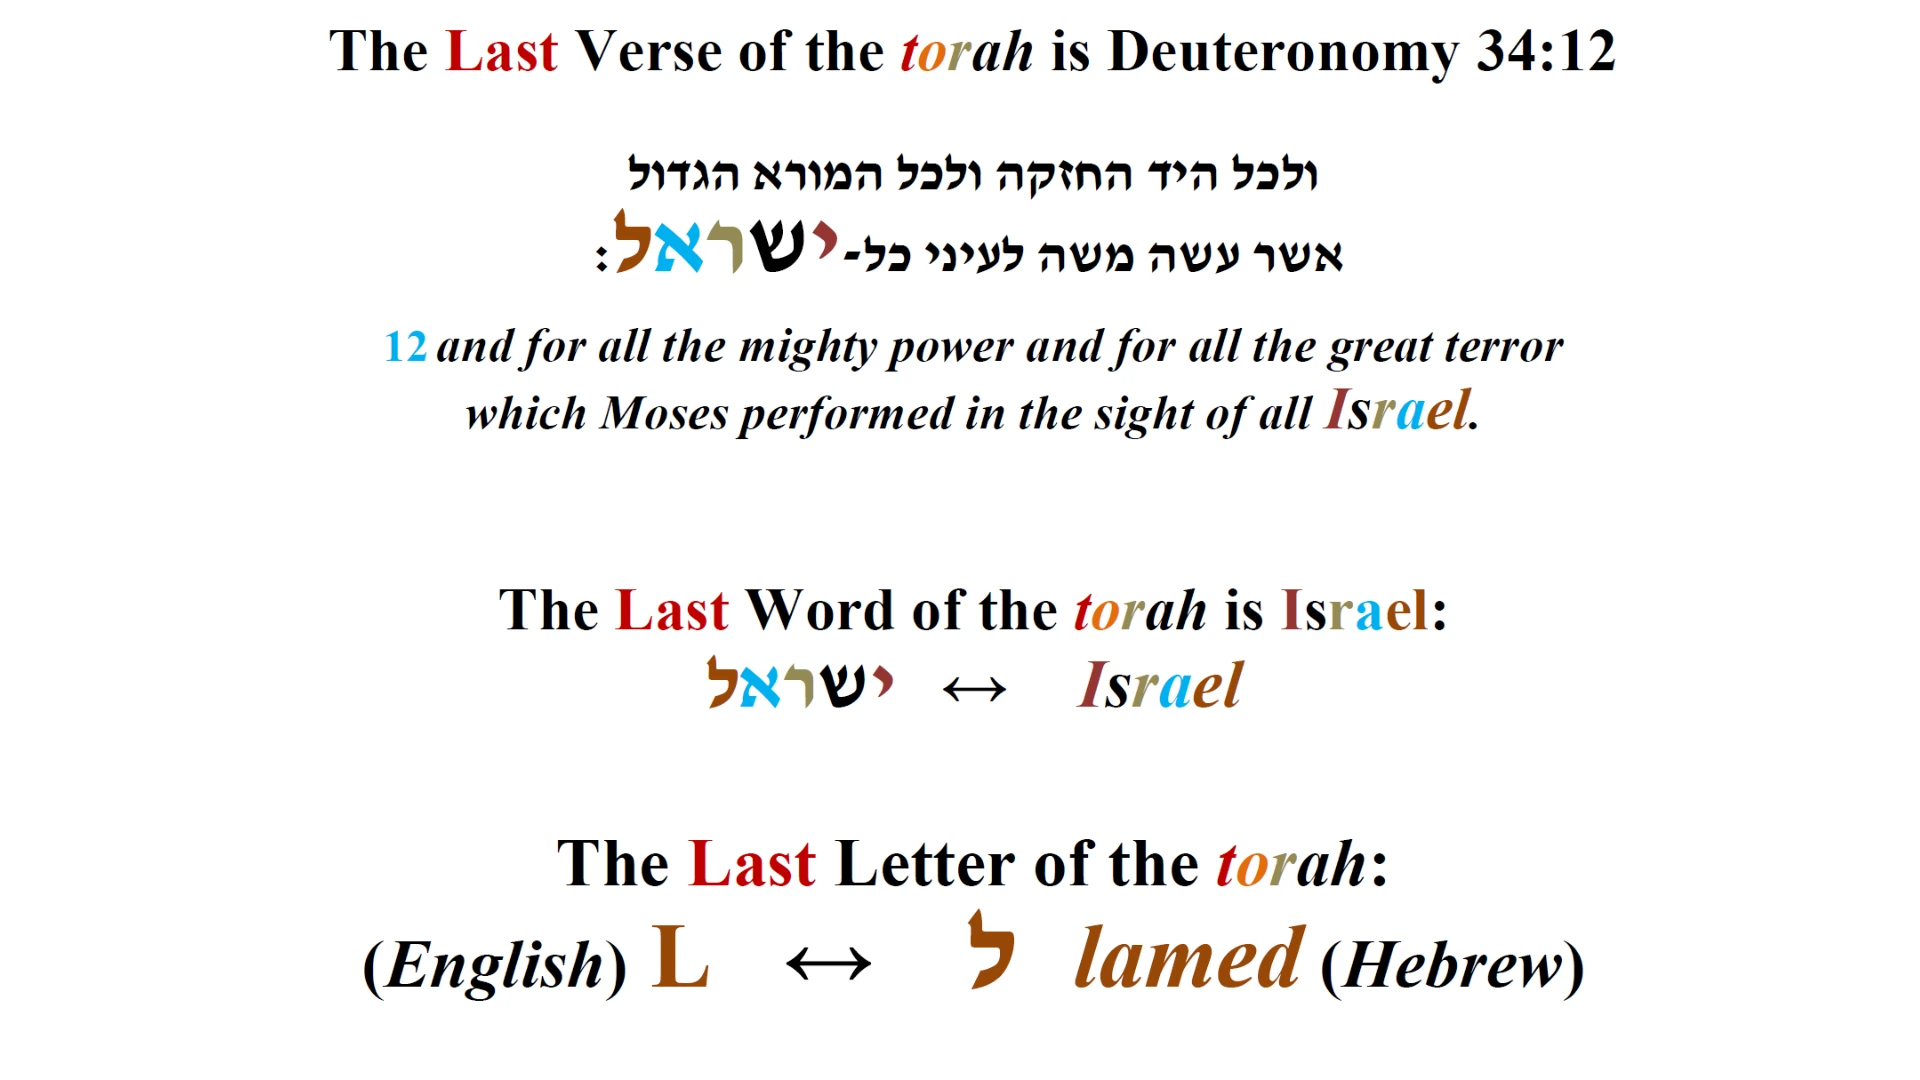 The Last Verse of the torah is Deuteronomy 34:12
ולכל היד החזקה ולכל המורא הגדול
אשר עשה משה לעיני כל-ישראל:
12 and for all the mighty power and for all the great terror
which Moses performed in the sight of all Israel.
The Last Word of the torah is Israel:
ישראל ↔ Israel
The Last Letter of the torah:
(English) L ↔ ל lamed (Hebrew)